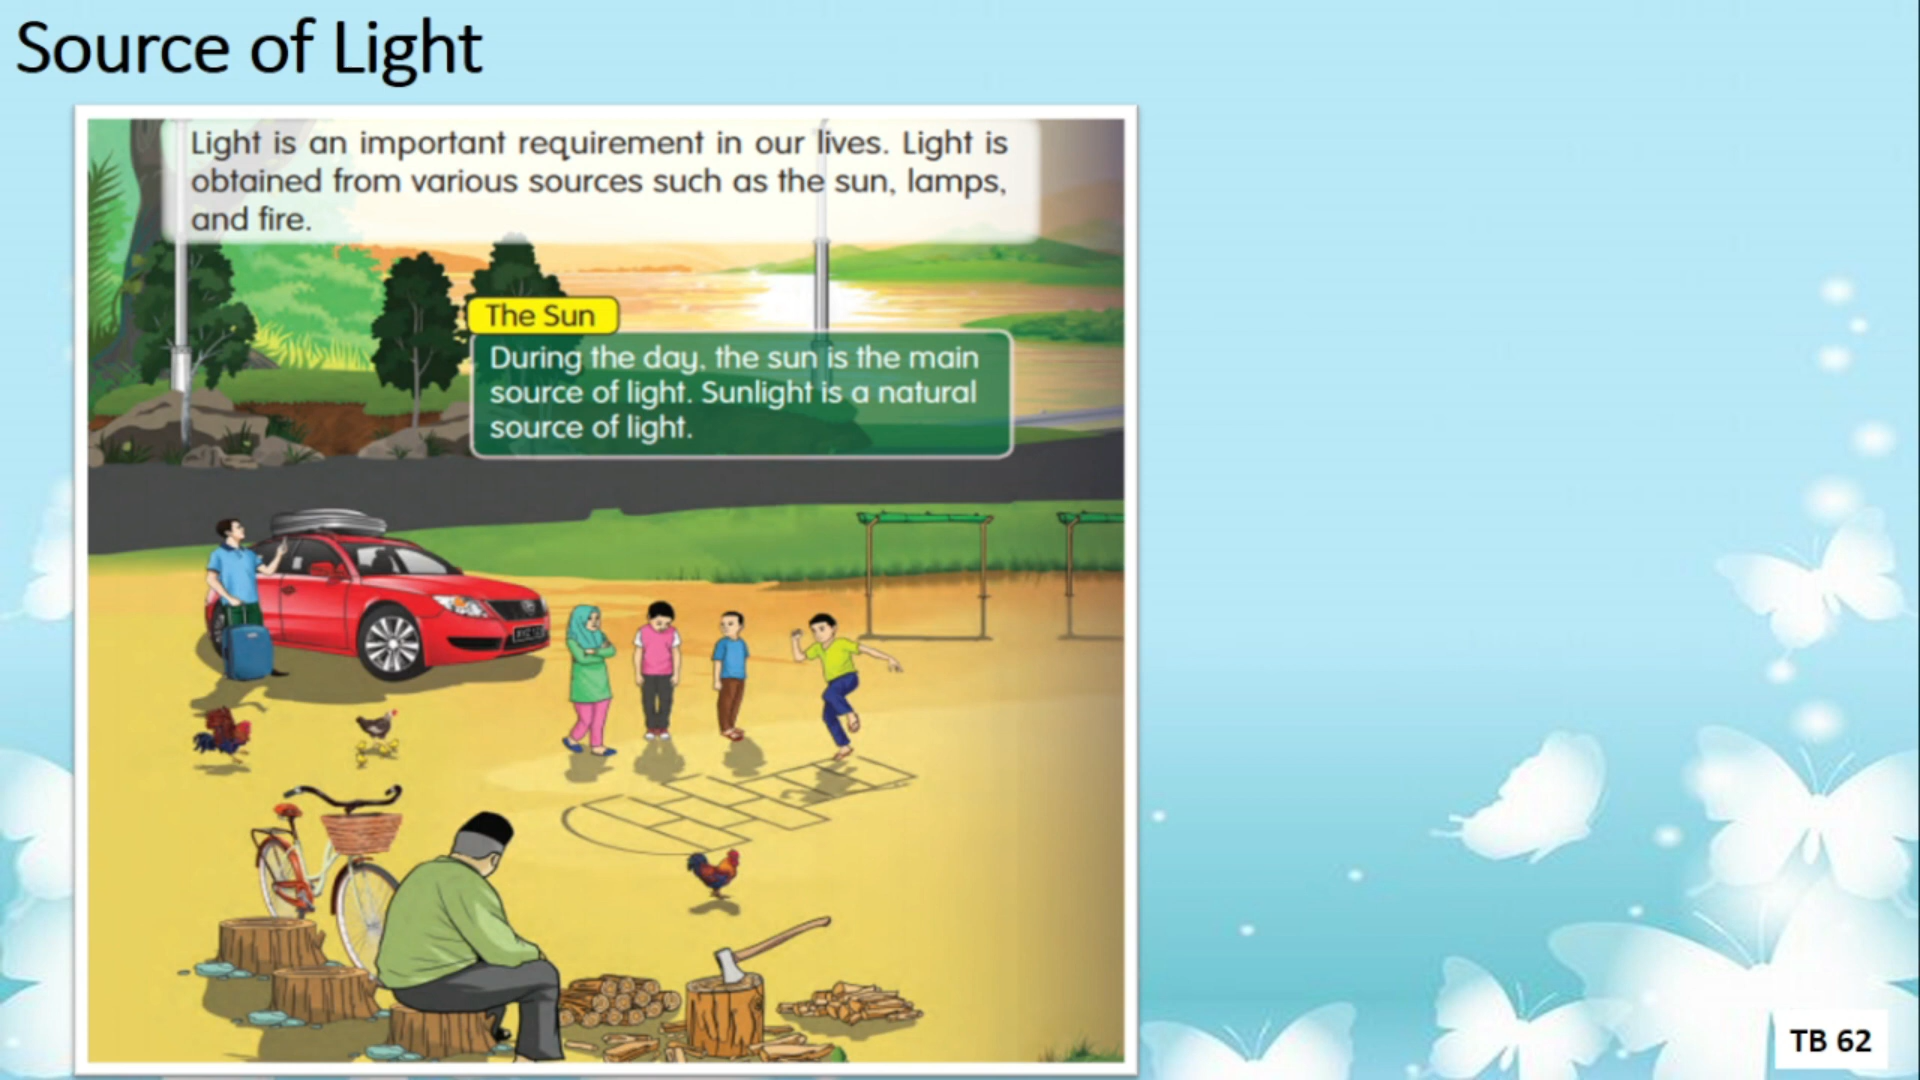 Source of Light
Light is an important requirement in our lives. Light is
obtained from various sources such as the sun, lamps,
and fire.
The Sun
During the day, the sun is the main
source of light. Sunlight is a natural
source of light.
TB 62